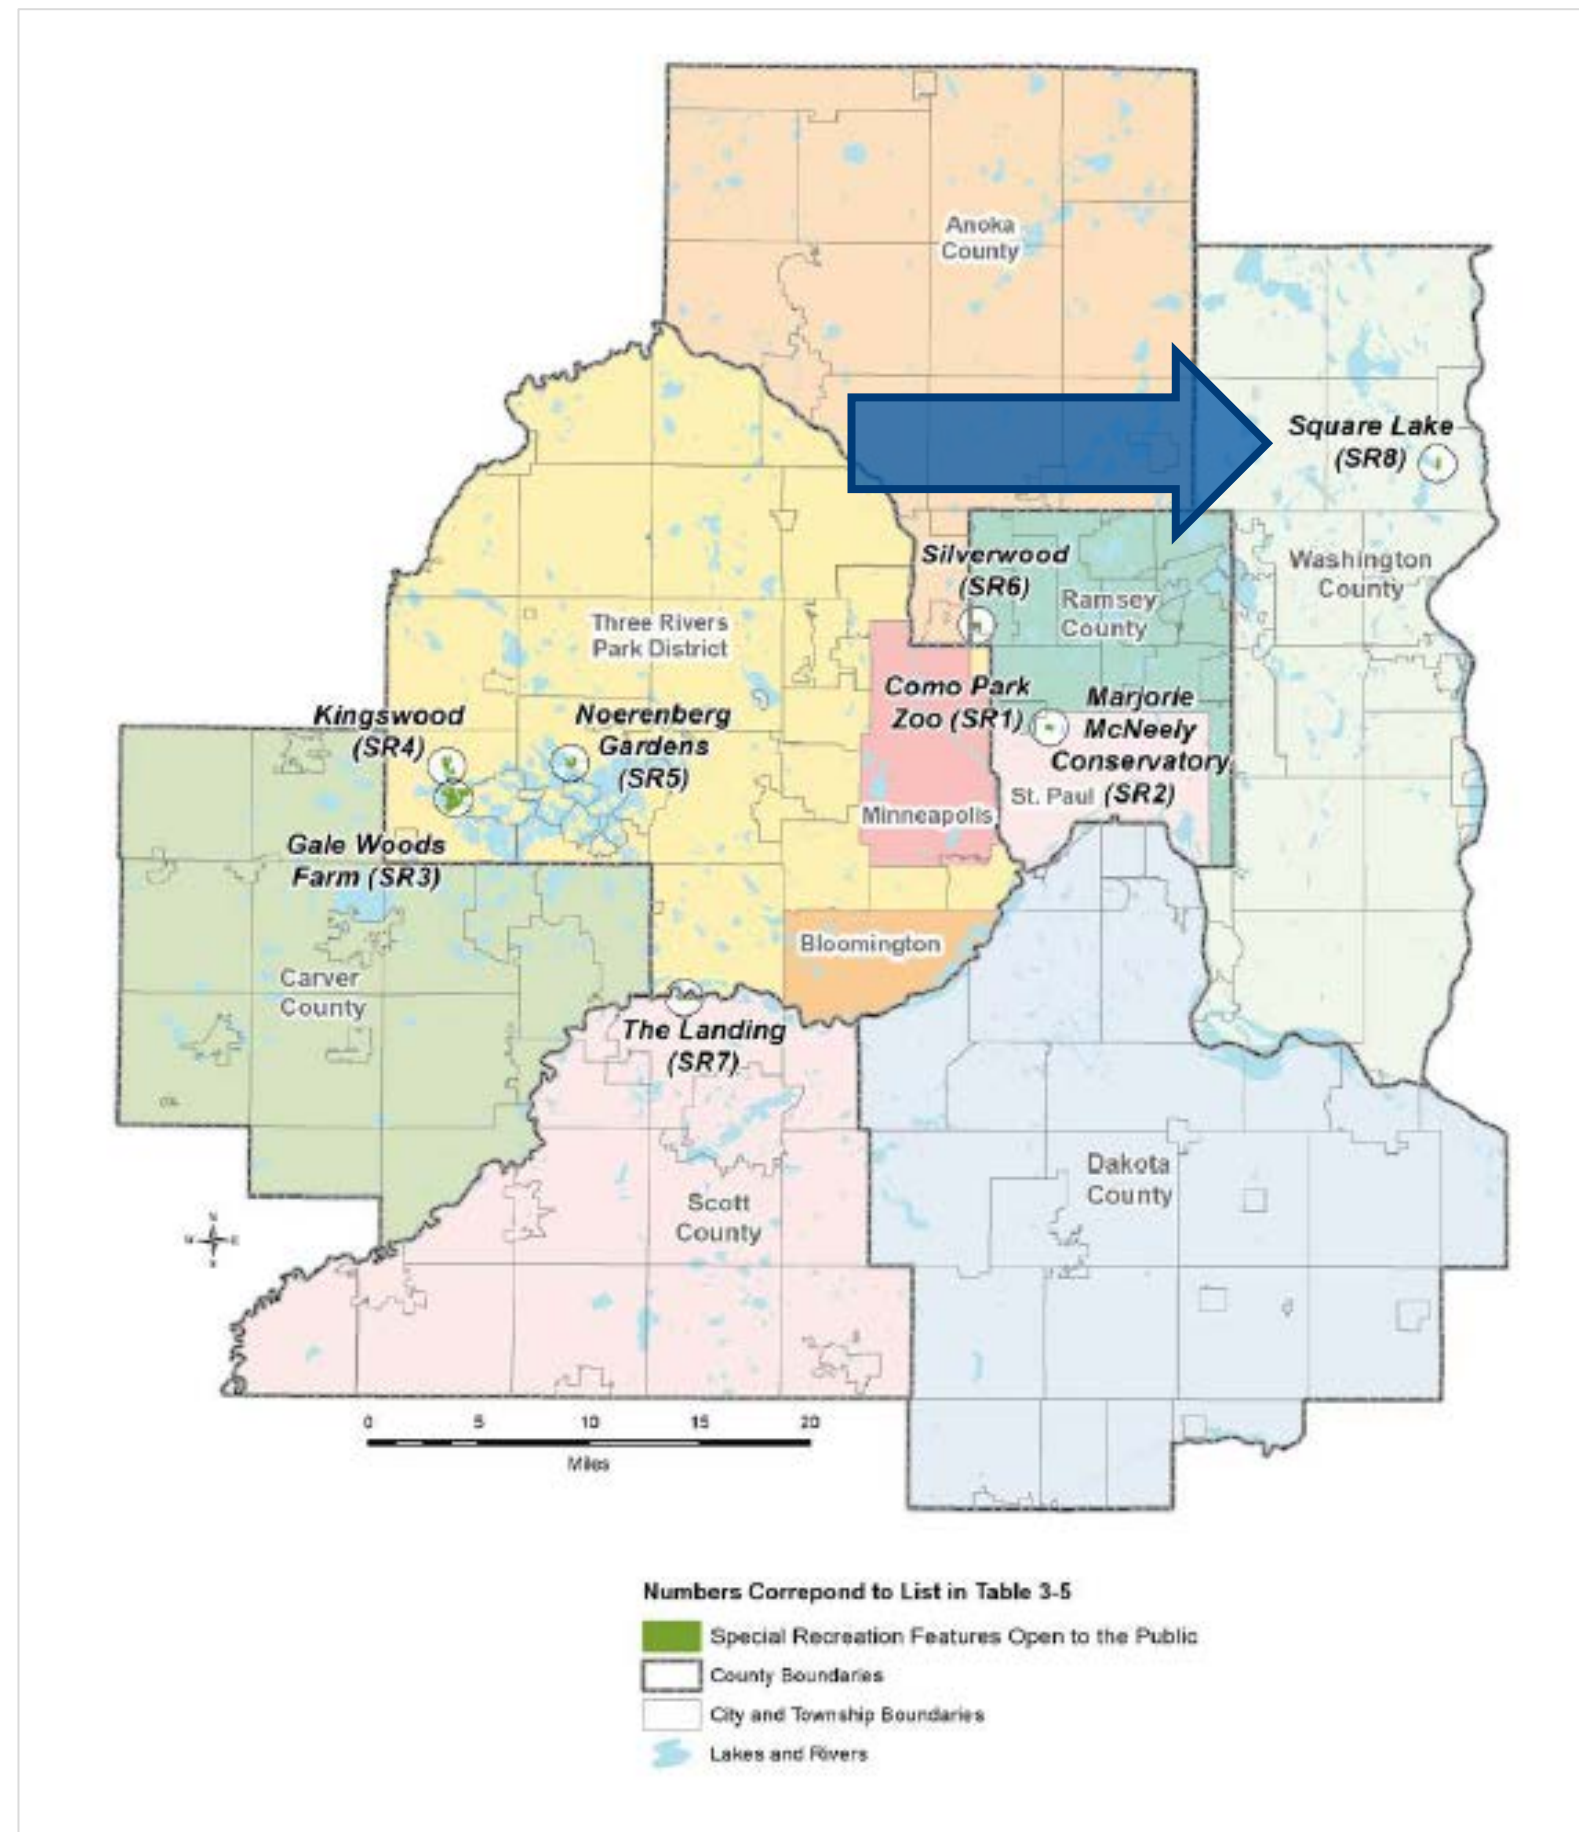 Anoka
County
Square Lake
(SR8)
Silverwood
(SR6)
Washington
County
Ramsey
County
Three Rivers
Park District
Como Park
Zoo (SR1)
Marjorie
McNeely
Conservatory
(SR2)
St. Paul
Kingswood
(SR4)
Noerenberg
Gardens
(SR5)
Minneapolis
Gale Woods
Farm (SR3)
Bloomington
Carver
County
The Landing
(SR7)
Dakota
County
Scott
County
N
W
E
0 5 10 15 20
Miles
Numbers Correpond to List in Table 3-5
Special Recreation Features Open to the Public
County Boundaries
City and Township Boundaries
Lakes and Rivers